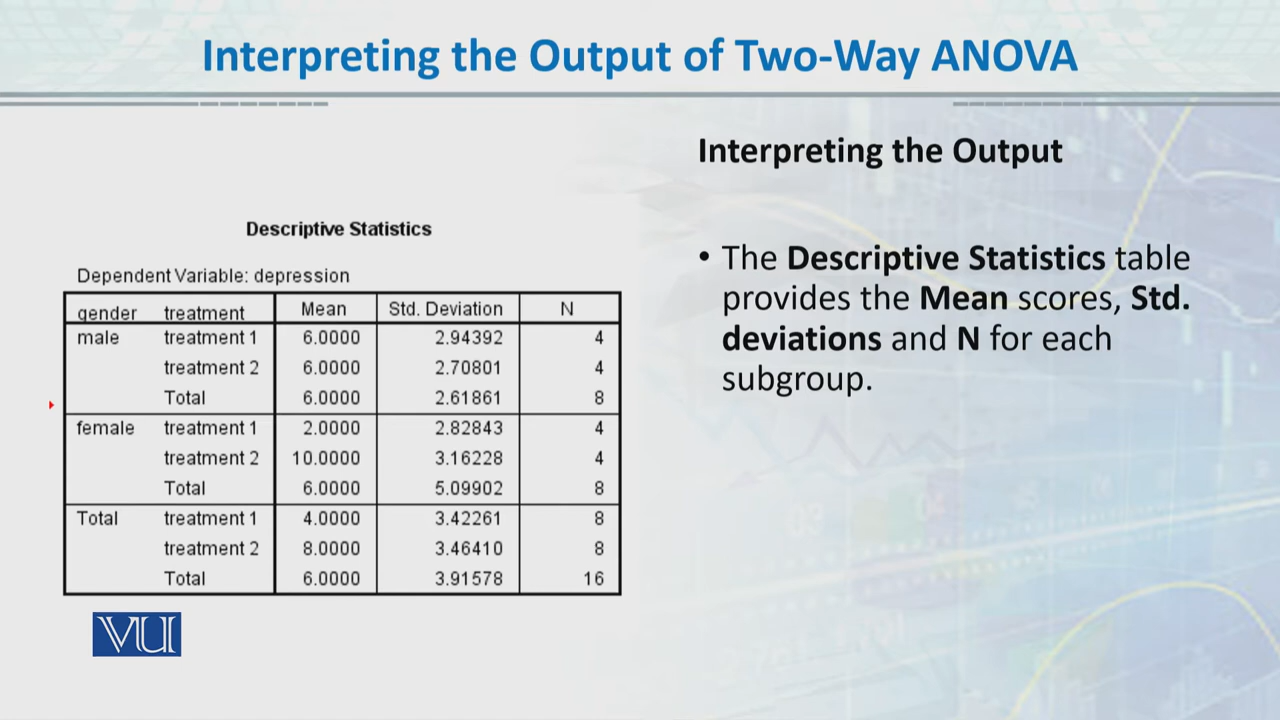 Interpreting the Output of Two-Way ANOVA
Descriptive Statistics
Dependent Variable: depression
gender treatment Mean Std. Deviation N
male treatment 1 6.0000 2.94392 4
treatment 2 6.0000 2.70801 4
Total 6.0000 2.61861 8
female treatment 1 2.0000 2.82843 4
treatment 2 10.0000 3.16228 4
Total 6.0000 5.09902 8
Total treatment 1 4.0000 3.42261 8
treatment 2 8.0000 3.46410 8
Total 6.0000 3.91578 16
VU
Interpreting the Output
• The Descriptive Statistics table
provides the Mean scores, Std.
deviations and N for each
subgroup.